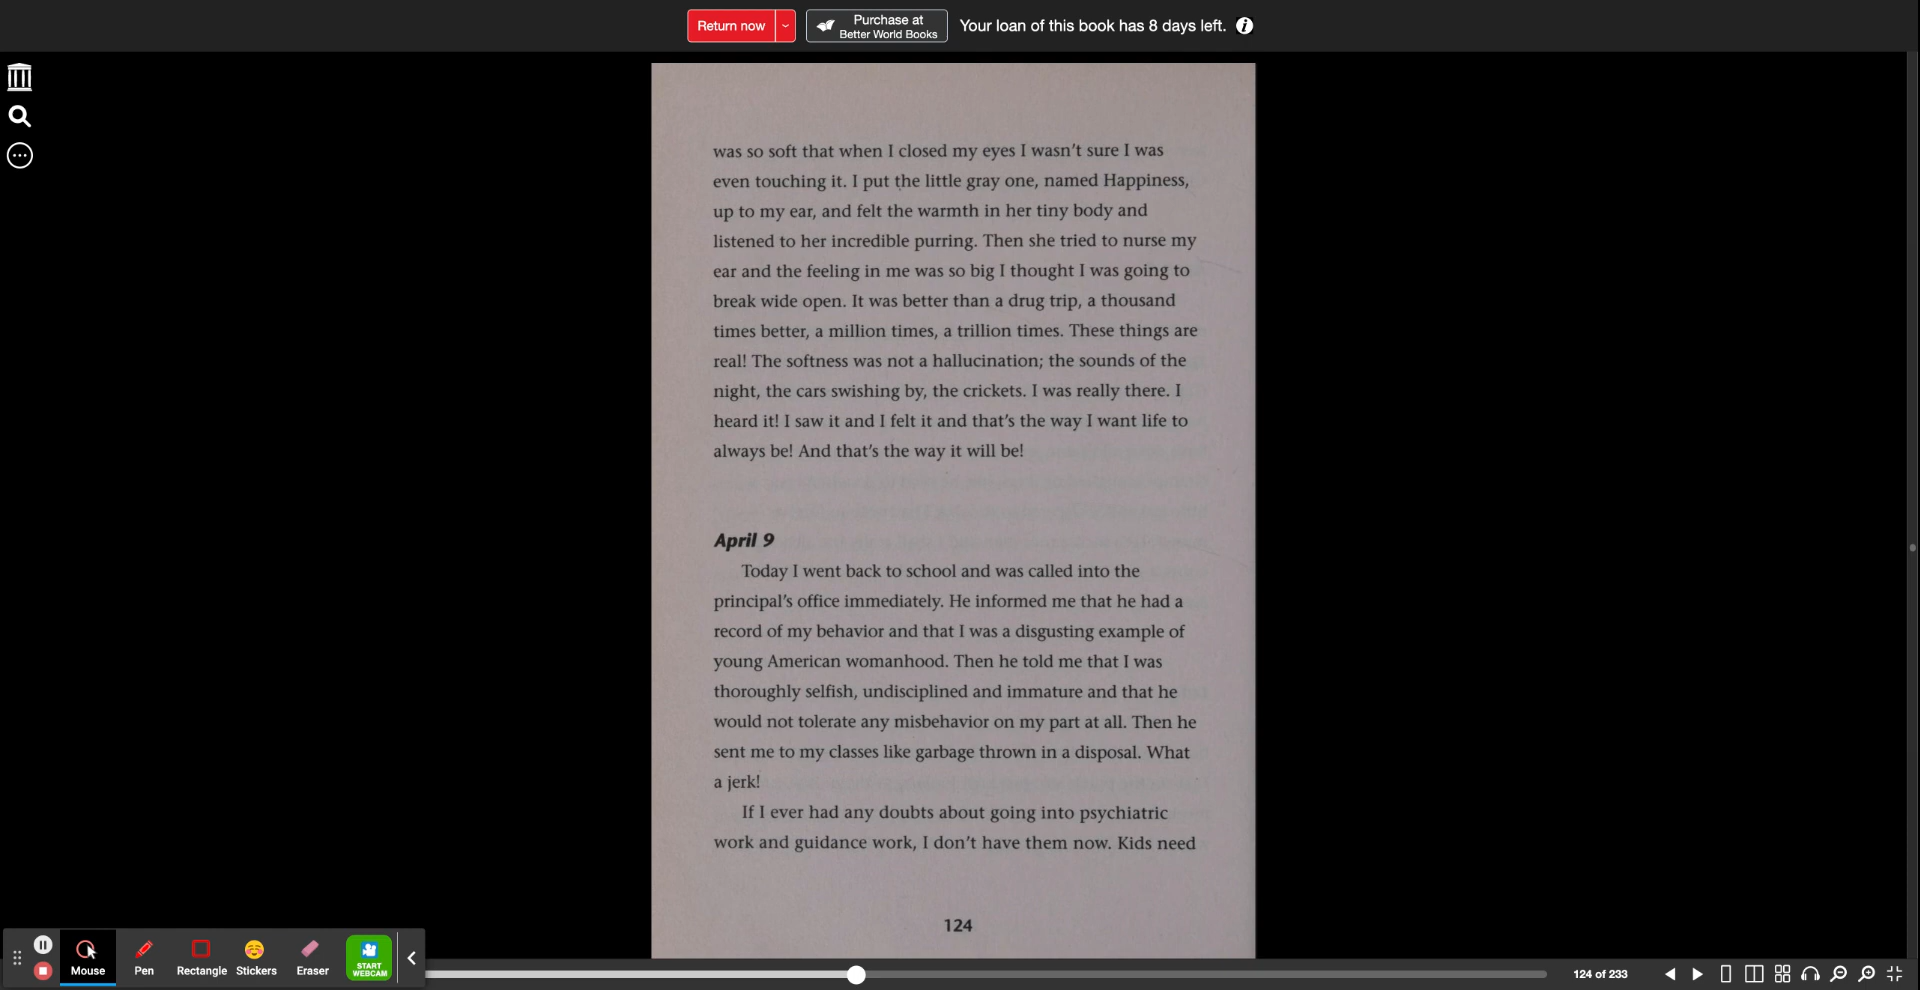 Return now
Purchase at
Better World Books
Your loan of this book has 8 days left.
was so soft that when I closed my eyes I wasn't sure I was
even touching it. I put the little gray one, named Happiness,
up to my ear, and felt the warmth in her tiny body and
listened to her incredible purring. Then she tried to nurse my
ear and the feeling in me was so big I thought I was going to
break wide open. It was better than a drug trip, a thousand
times better, a million times, a trillion times. These things are
real! The softness was not a hallucination; the sounds of the
night, the cars swishing by, the crickets. I was really there. I
heard it! I saw it and I felt it and that's the way I want life to
always be! And that's the way it will be!
April 9
Today I went back to school and was called into the
principal's office immediately. He informed me that he had a
record of my behavior and that I was a disgusting example of
young American womanhood. Then he told me that I was
thoroughly selfish, undisciplined and immature and that he
would not tolerate any misbehavior on my part at all. Then he
sent me to my classes like garbage thrown in a disposal. What
a jerk!
If I ever had any doubts about going into psychiatric
work and guidance work, I don't have them now. Kids need
124
Mouse
Pen
Rectangle
Stickers
Eraser
START
WEBCAM
124 of 233